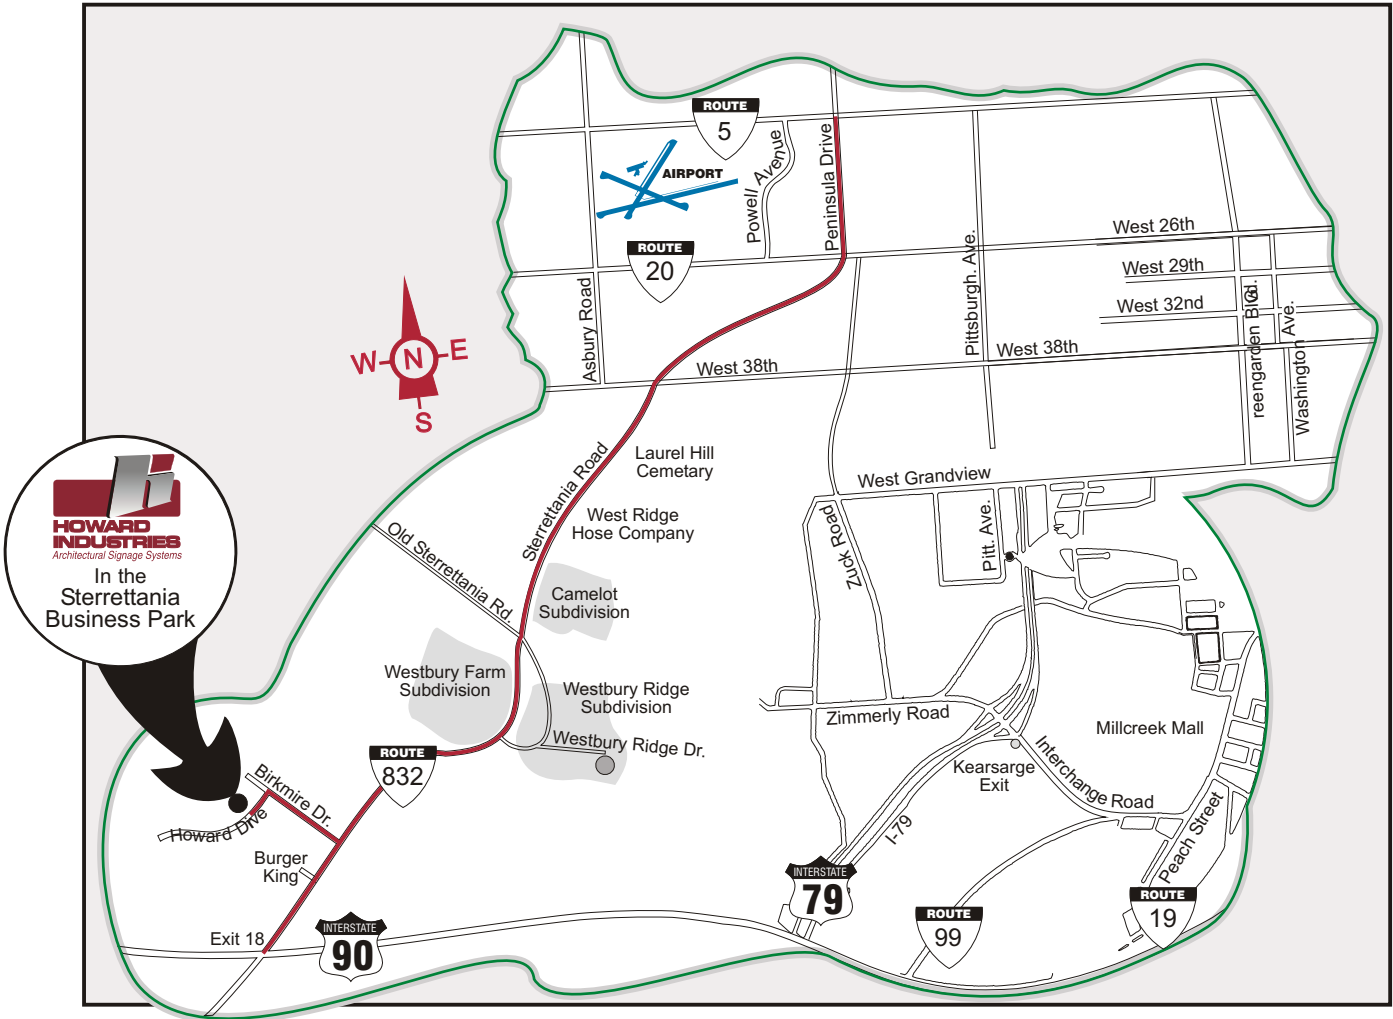 ROUTE
5
AIRPORT
Powell Avenue
Peninsula Drive
ROUTE
20
Asbury Road
Pittsburgh. Ave.
West 26th
West 29th
West 32nd
West 38th
West 38th
reengarden Blvd.
Washington Ave.
N
W
E
S
HOWARD
INDUSTRIES
Architectural Signage Systems
In the
Sterrettania
Business Park
Laurel Hill
Cemetary
Sterrettania Road
West Ridge
Hose Company
Old Sterrettania Rd.
Camelot
Subdivision
Westbury Farm
Subdivision
Westbury Ridge
Subdivision
Westbury Ridge Dr.
West Grandview
Zuck Road
Pitt. Ave.
Zimmerly Road
Millcreek Mall
Kearsarge
Exit
Interchange Road
I-79
Peach Street
ROUTE
832
Birkmire Dr.
Howard Drive
Burger
King
Exit 18
INTERSTATE
90
INTERSTATE
79
ROUTE
99
ROUTE
19